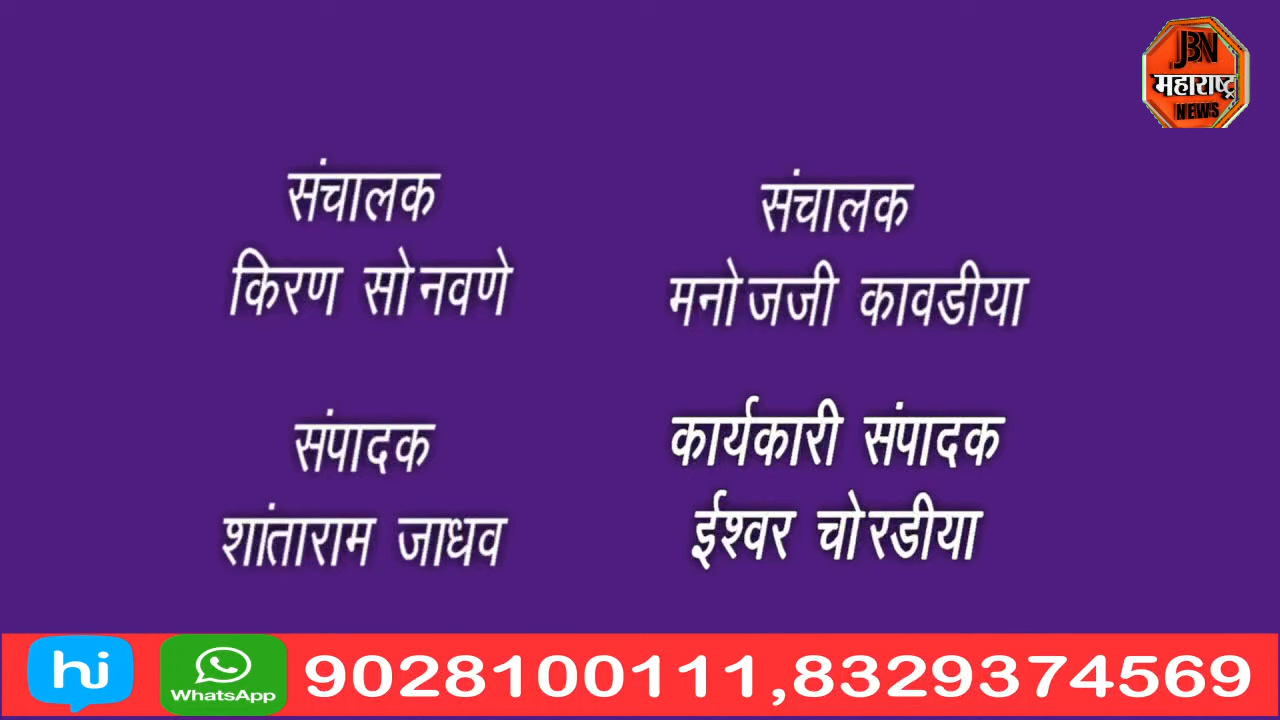 JBN
महाराष्ट्र
NEWS
संचालक
किरण सोनवणे
संचालक
मनोजजी कावडीया
संपादक
शांताराम जाधव
कार्यकारी संपादक
ईश्वर चोरडीया
hi
WhatsApp
9028100111,8329374569